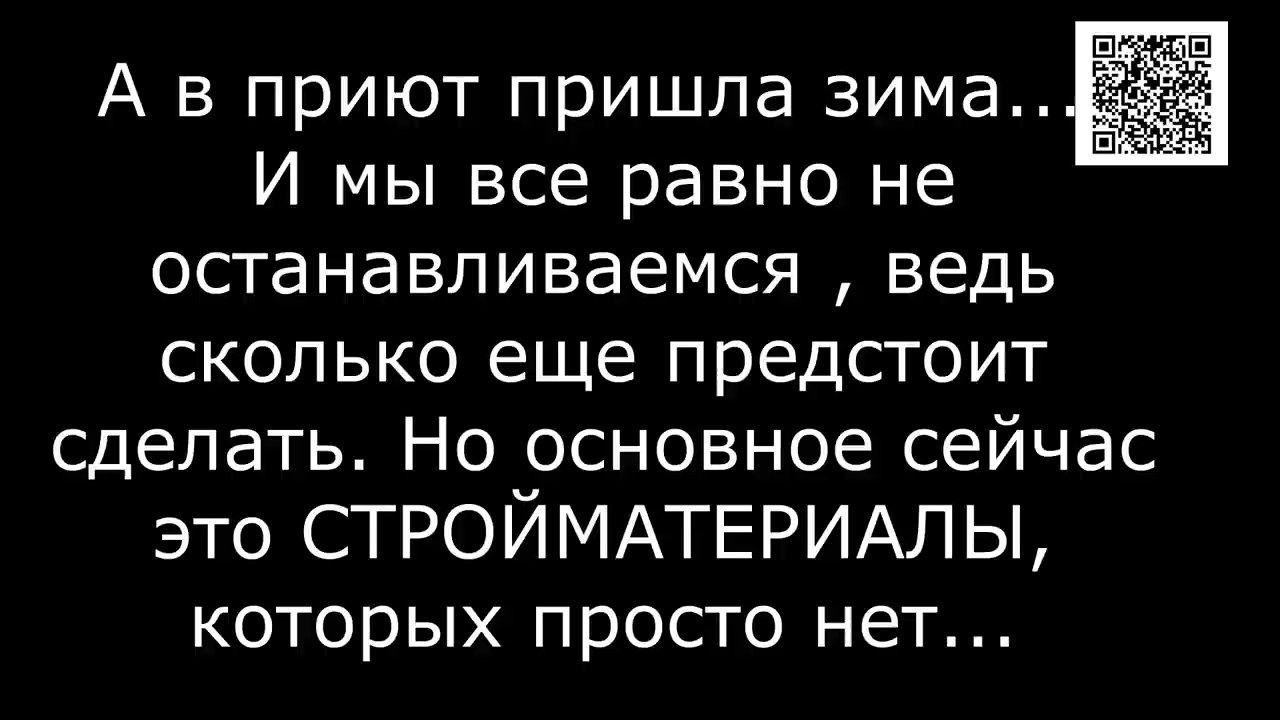 А в приют пришла зима...
И мы все равно не
останавливаемся , ведь
сколько еще предстоит
сделать. Но основное сейчас
это СТРОЙМАТЕРИАЛЫ,
которых просто нет...